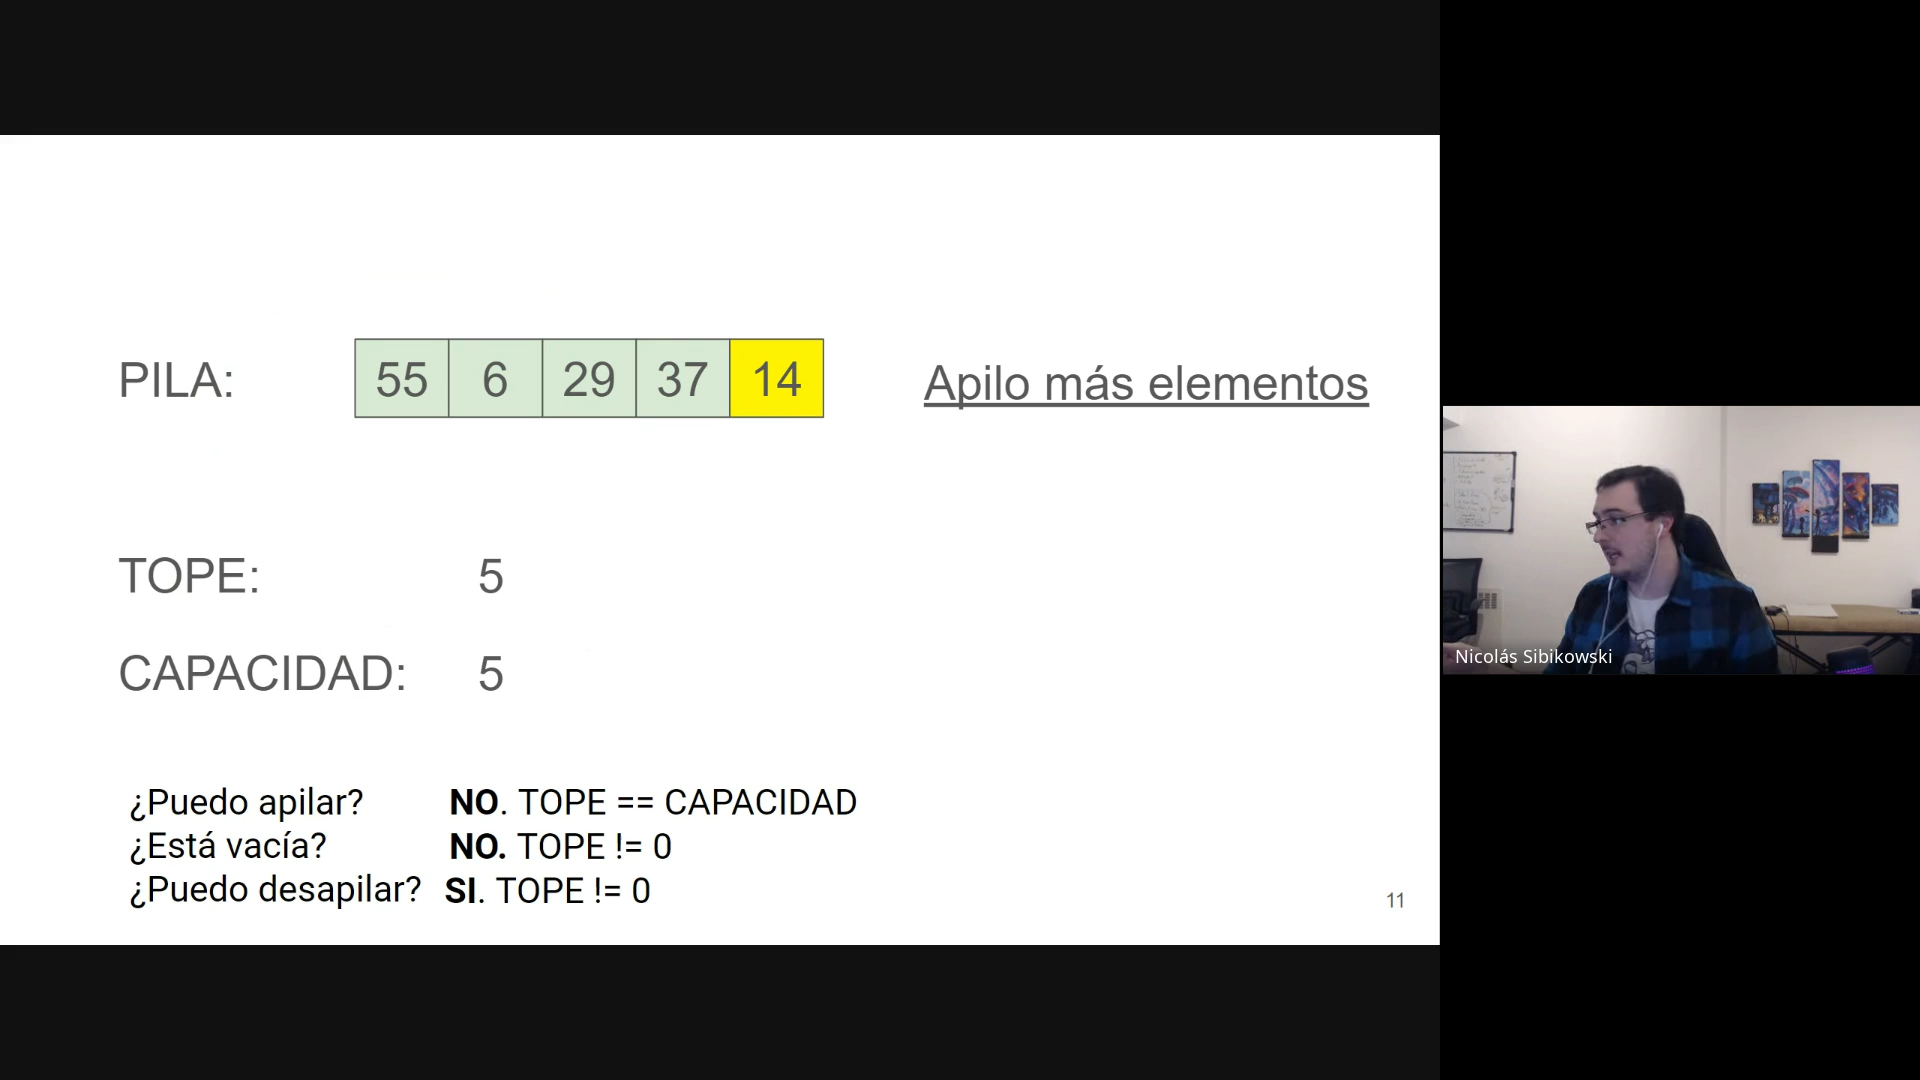 PILA: 55 6 29 37 14 Apilo más elementos
TOPE: 5
CAPACIDAD: 5
¿Puedo apilar? NO. TOPE == CAPACIDAD
¿Está vacía? NO. TOPE != 0
¿Puedo desapilar? SI. TOPE != 0
11
Nicolás Sibikowski